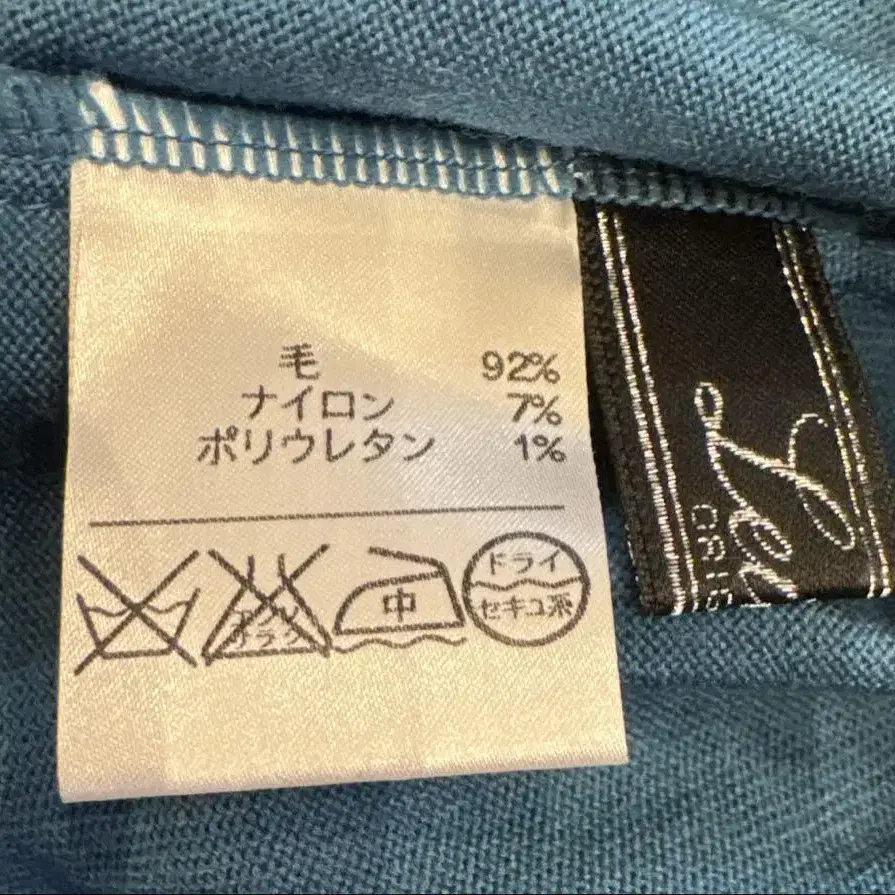 毛 92%
ナイロン 7%
ポリウレタン 1%
中
ドライ
セキユ系